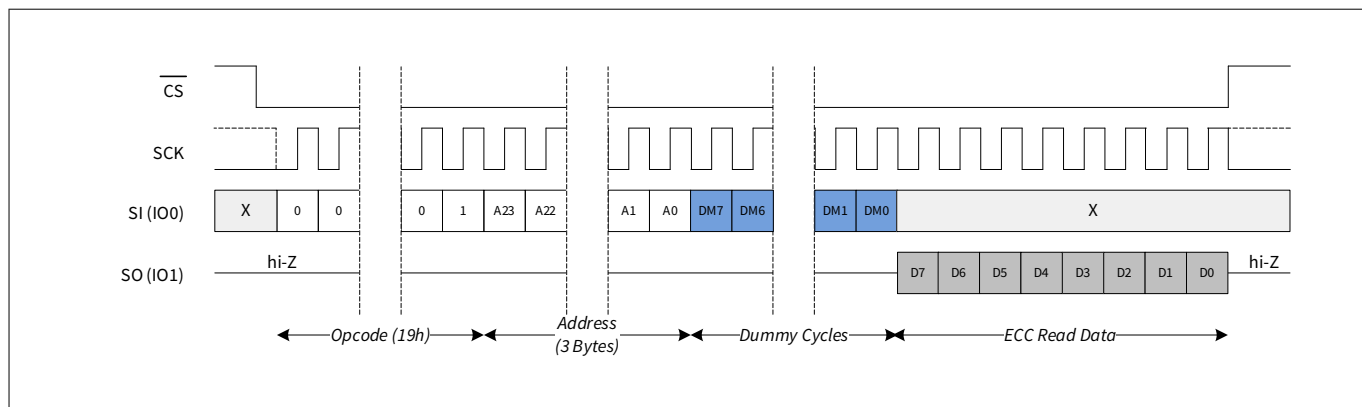 CS
SCK
SI (IO0) X 0 0 0 1 A23 A22 A1 A0 DM7 DM6 DM1 DM0 X
hi-Z hi-Z
SO (IO1) D7 D6 D5 D4 D3 D2 D1 D0
Opcode (19h) Address Dummy Cycles ECC Read Data
(3 Bytes)